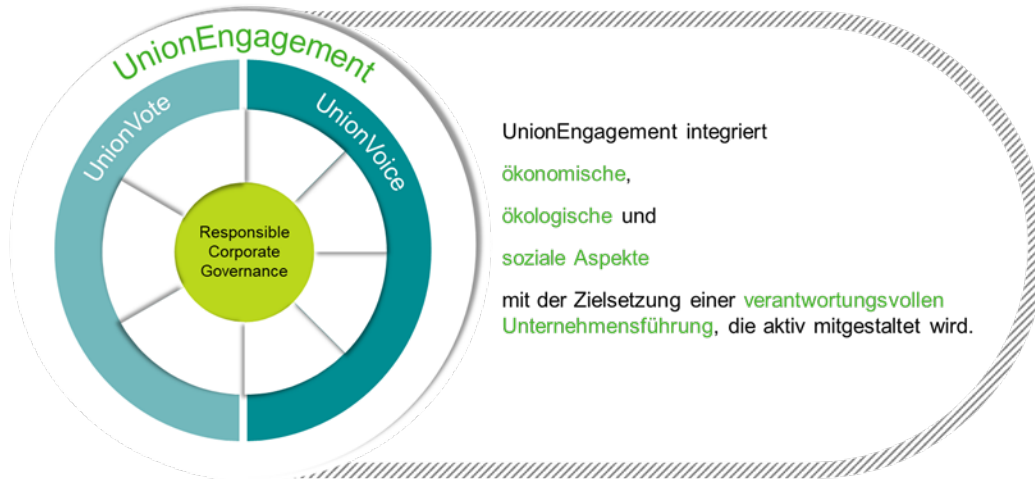 UnionEngagement
UnionVote
UnionVoice
Responsible
Corporate
Governance
UnionEngagement integriert
ökonomische,
ökologische und
soziale Aspekte
mit der Zielsetzung einer verantwortungsvollen
Unternehmensführung, die aktiv mitgestaltet wird.